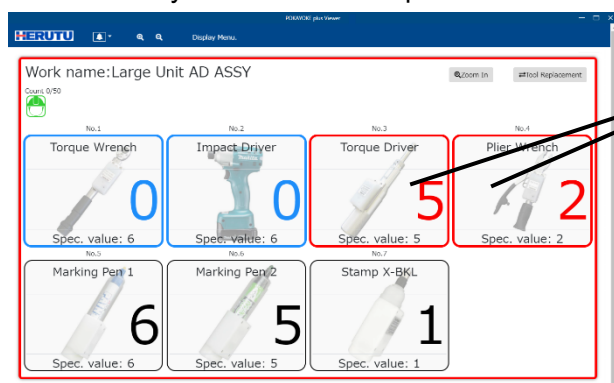 POKAYOKE plus Viewer
HERUTU
Display Menu.
Work name:Large Unit AD ASSY
Zoom In
Tool Replacement
Count 0/50
No.1
No.2
No.3
No.4
Torque Wrench
Impact Driver
Torque Driver
Plier Wrench
0
0
5
2
Spec. value: 6
Spec. value: 6
Spec. value: 5
Spec. value: 2
No.5
No.6
No.7
Marking Pen 1
Marking Pen 2
Stamp X-BKL
6
5
1
Spec. value: 6
Spec. value: 5
Spec. value: 1